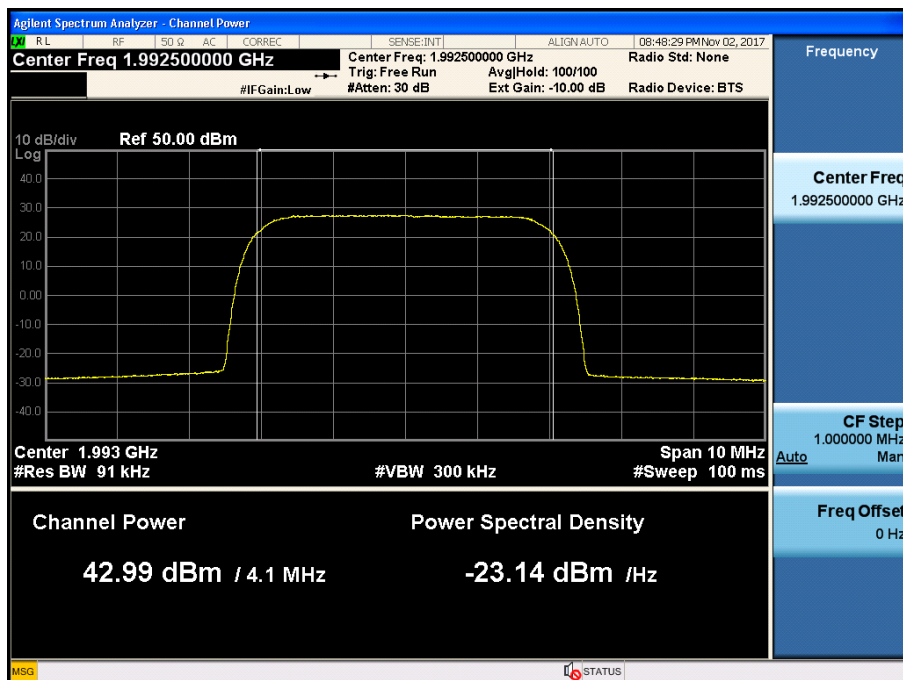 Agilent Spectrum Analyzer - Channel Power
LXI RL RF 50 Ω AC CORREC SENSE:INT ALIGN AUTO 08:48:29 PM Nov 02, 2017
Center Freq 1.992500000 GHz
Center Freq: 1.992500000 GHz Radio Std: None
Trig: Free Run Avg|Hold: 100/100
#IFGain:Low #Atten: 30 dB Ext Gain: -10.00 dB Radio Device: BTS
Frequency
10 dB/div Ref 50.00 dBm
Log
40.0
30.0
20.0
10.0
0.00
-10.0
-20.0
-30.0
-40.0
Center 1.993 GHz Span 10 MHz
#Res BW 91 kHz #VBW 300 kHz #Sweep 100 ms
Center Freq
1.992500000 GHz
CF Step
1.000000 MHz
Auto Man
Freq Offset
0 Hz
Channel Power Power Spectral Density
42.99 dBm / 4.1 MHz -23.14 dBm /Hz
MSG STATUS